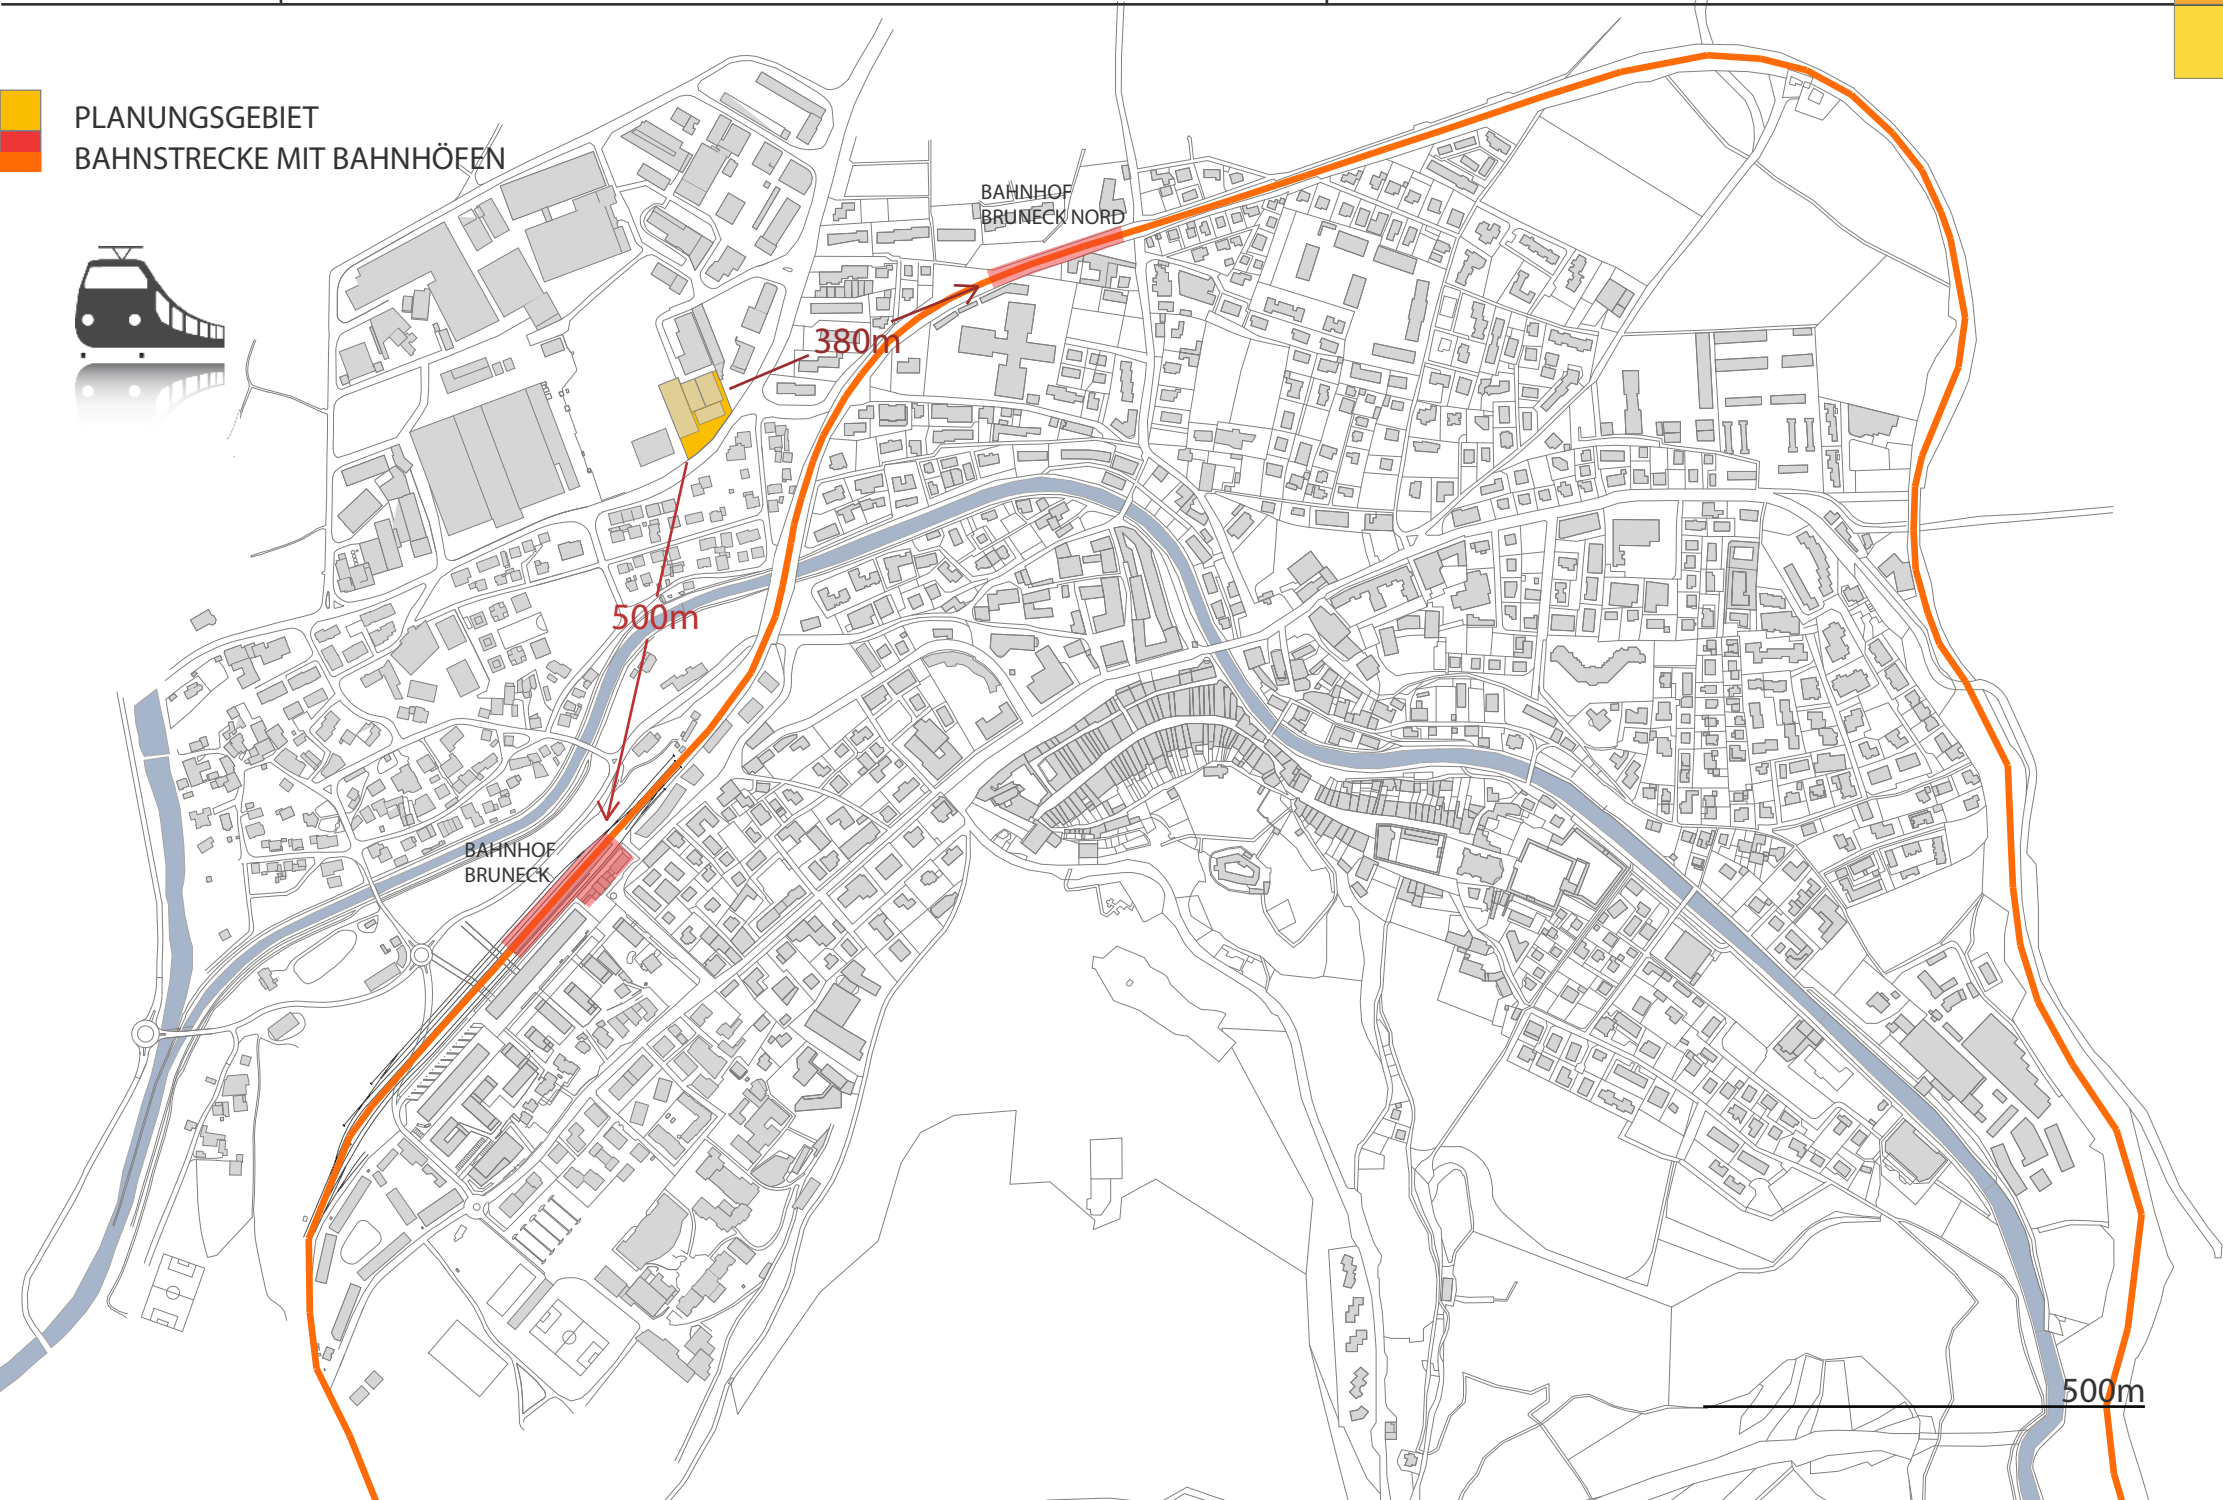 PLANUNGSGEBIET
BAHNSTRECKE MIT BAHNHÖFEN
BAHNHOF
BRUNECK NORD
380m
500m
BAHNHOF
BRUNECK
500m